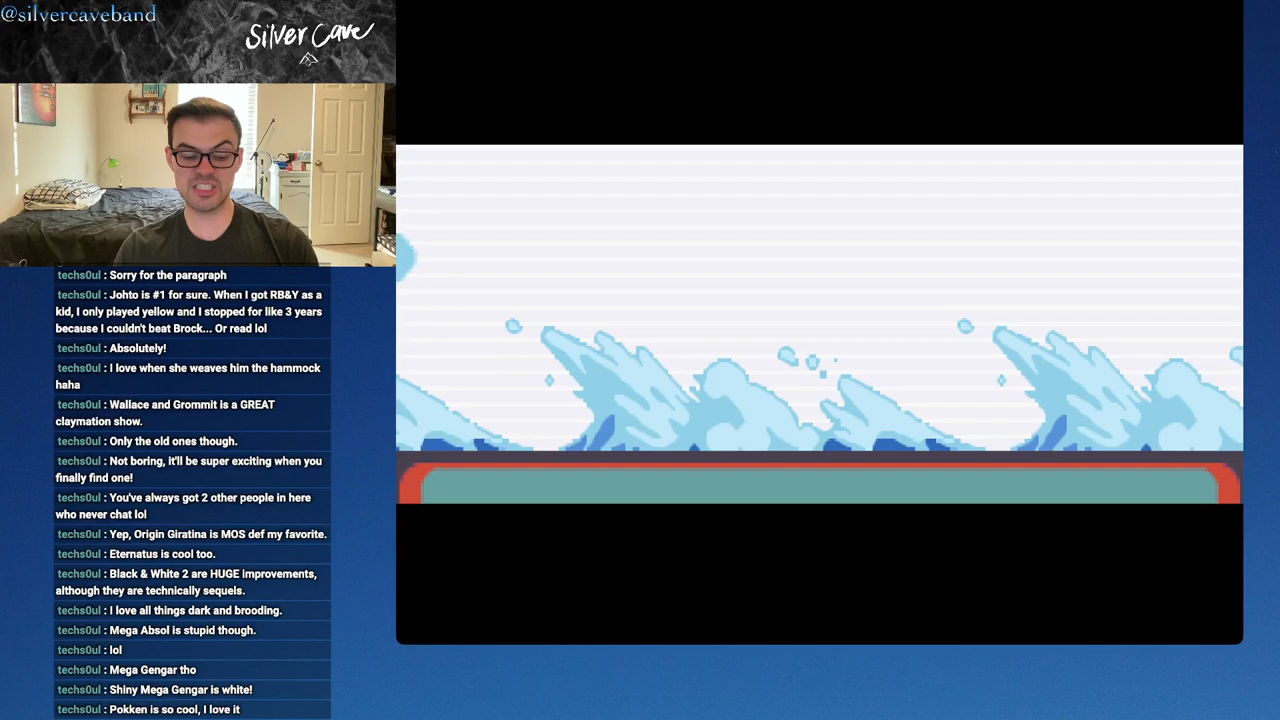 @silvercaveband
Silver Cave
techs0ul : Sorry for the paragraph
techs0ul : Johto is #1 for sure. When I got RB&Y as a
kid, I only played yellow and I stopped for like 3 years
because I couldn't beat Brock... Or read lol
techs0ul : Absolutely!
techs0ul : I love when she weaves him the hammock
haha
techs0ul : Wallace and Grommit is a GREAT
claymation show.
techs0ul : Only the old ones though.
techs0ul : Not boring, it'll be super exciting when you
finally find one!
techs0ul : You've always got 2 other people in here
who never chat lol
techs0ul : Yep, Origin Giratina is MOS def my favorite.
techs0ul : Eternatus is cool too.
techs0ul : Black & White 2 are HUGE improvements,
although they are technically sequels.
techs0ul : I love all things dark and brooding.
techs0ul : Mega Absol is stupid though.
techs0ul : lol
techs0ul : Mega Gengar tho
techs0ul : Shiny Mega Gengar is white!
techs0ul : Pokken is so cool, I love it